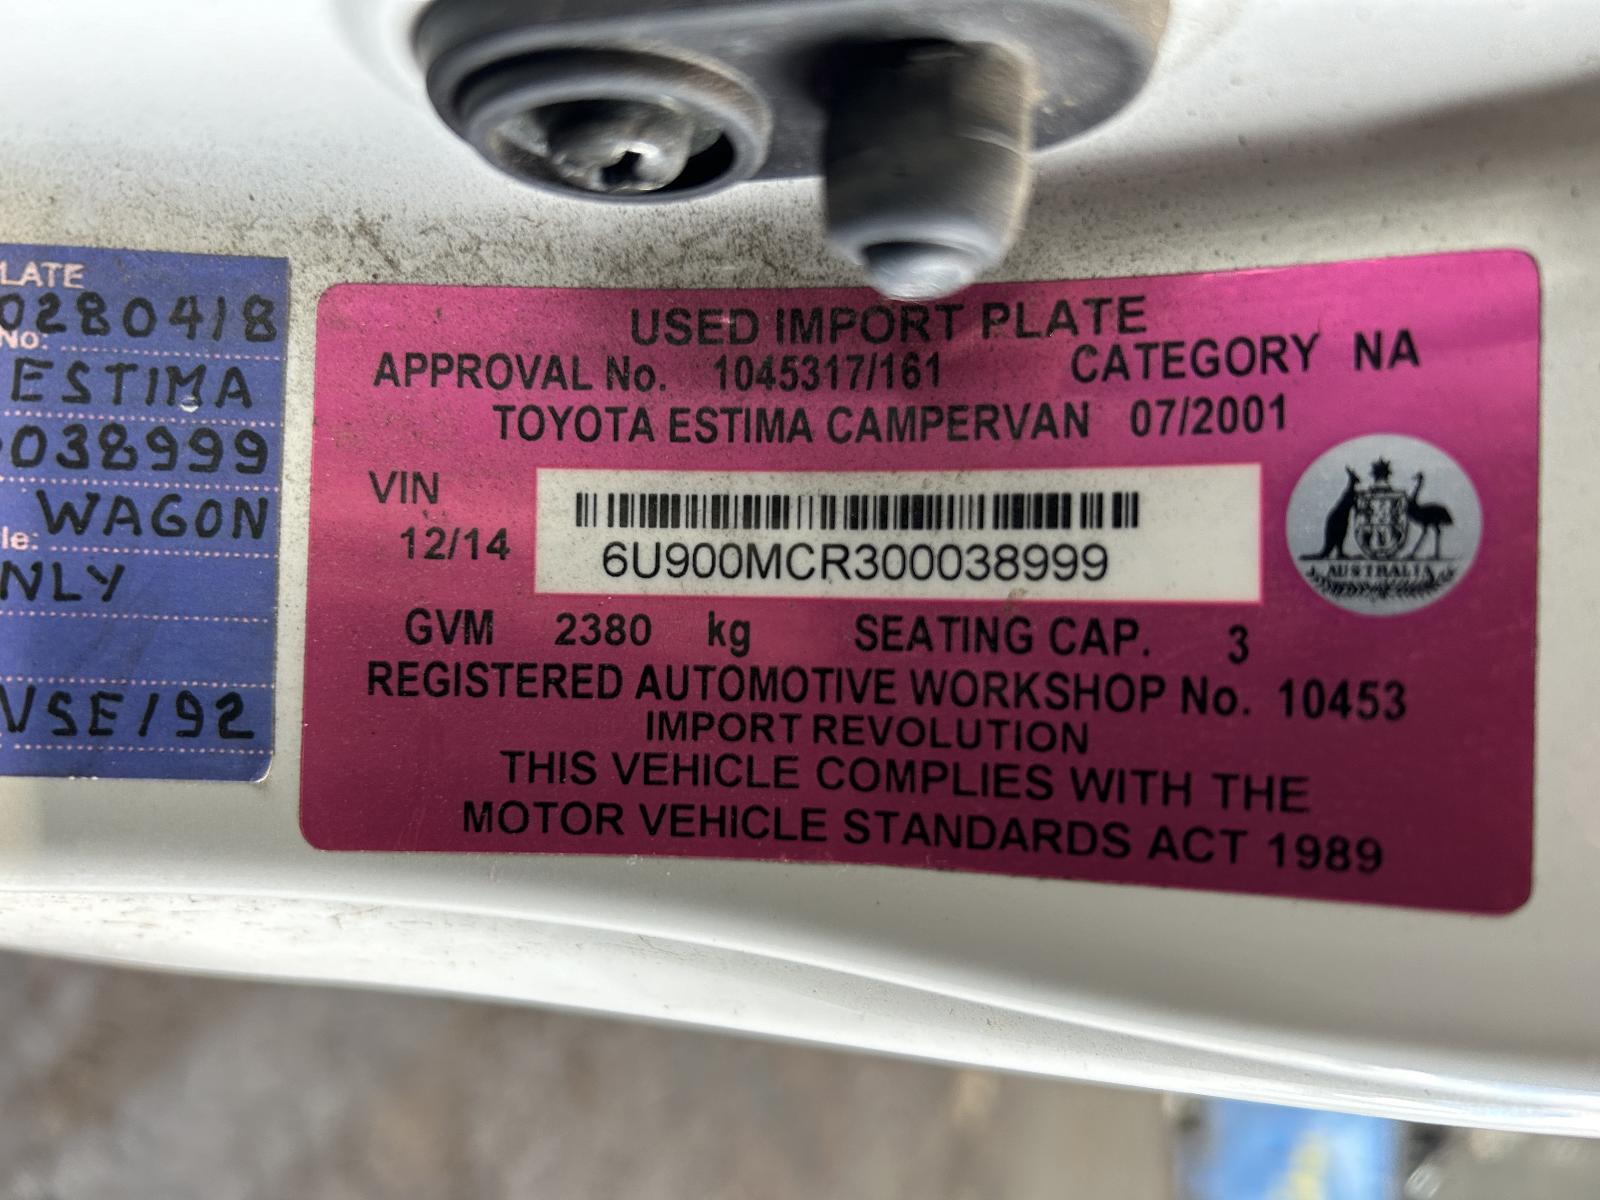 LATE
0280418
No:
ESTIMA
038999
WAGON
le:
NLY
VSE/92
USED IMPORT PLATE
APPROVAL No. 1045317/161 CATEGORY NA
TOYOTA ESTIMA CAMPERVAN 07/2001
VIN
12/14
6U900MCR300038999
AUSTRALIA
GVM 2380 kg SEATING CAP. 3
REGISTERED AUTOMOTIVE WORKSHOP No. 10453
IMPORT REVOLUTION
THIS VEHICLE COMPLIES WITH THE
MOTOR VEHICLE STANDARDS ACT 1989